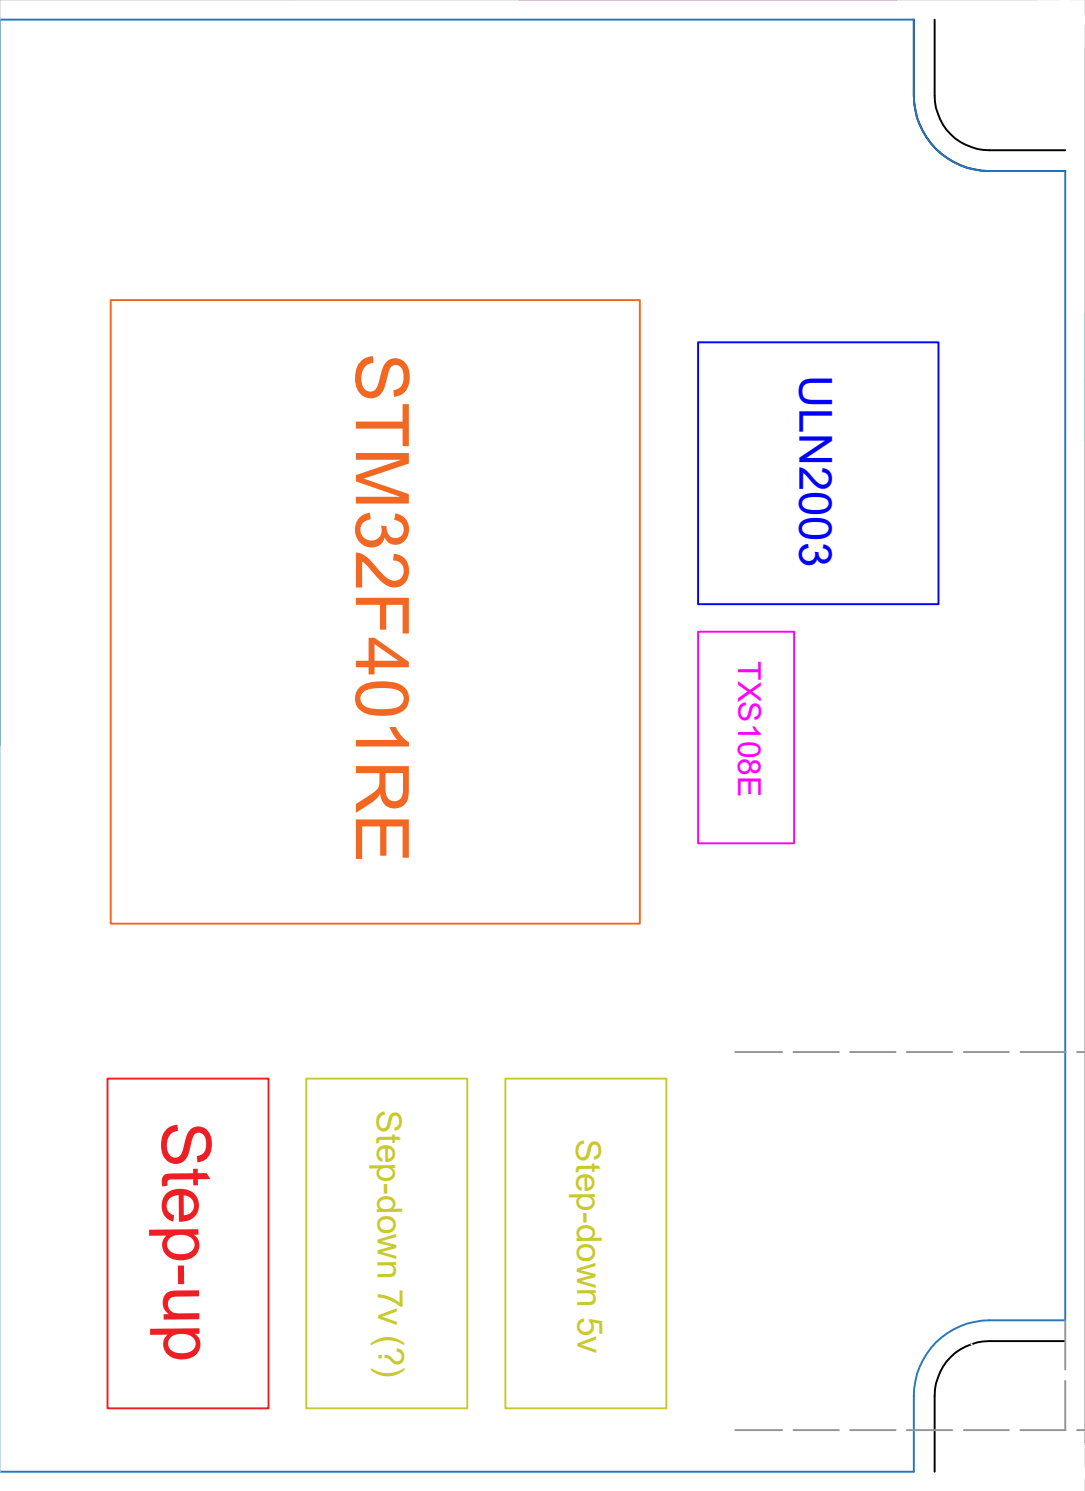 STM32F401RE
ULN2003
TXS108E
Step-up
Step-down 7v (?)
Step-down 5v